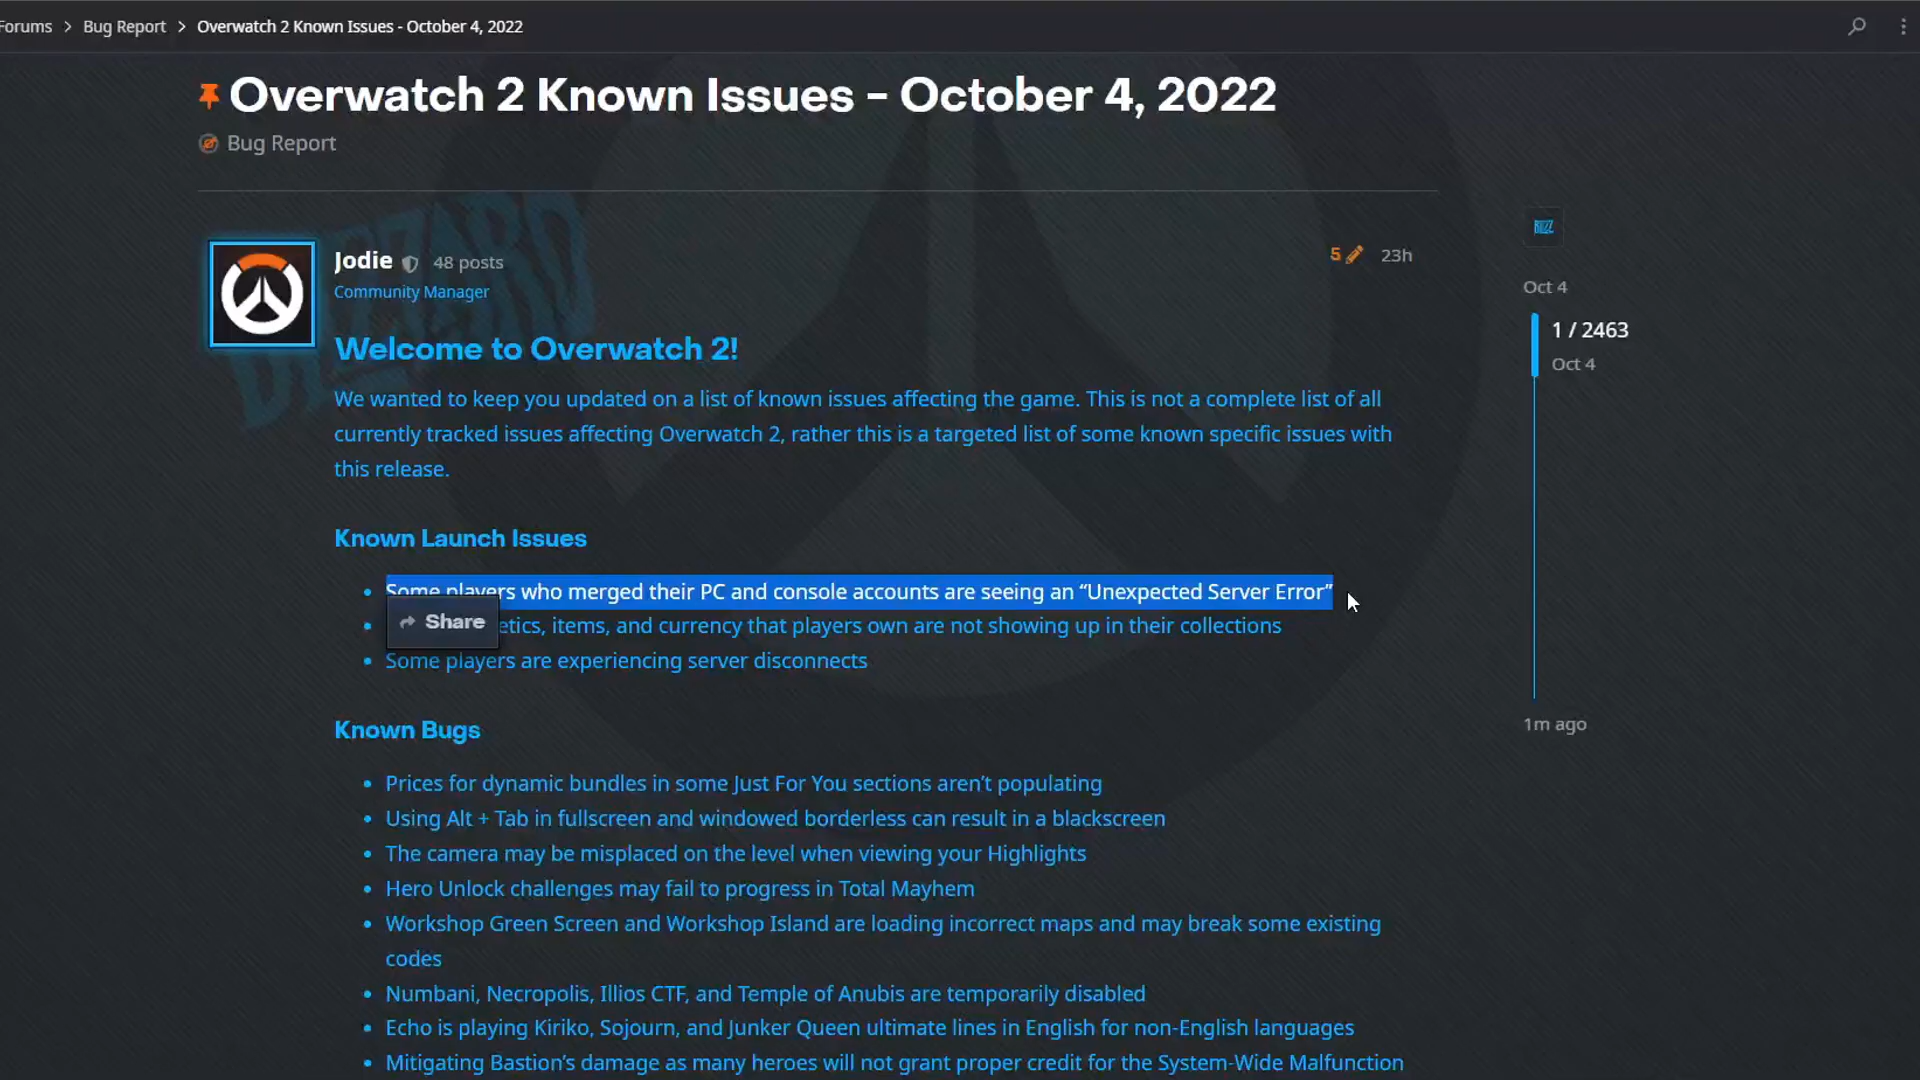 Forums > Bug Report > Overwatch 2 Known Issues - October 4, 2022
Overwatch 2 Known Issues – October 4, 2022
Bug Report
BLIZZARD
Jodie 48 posts
5 23h
Community Manager
BLIZZ
Oct 4
1 / 2463
Oct 4
1m ago
Welcome to Overwatch 2!
We wanted to keep you updated on a list of known issues affecting the game. This is not a complete list of all
currently tracked issues affecting Overwatch 2, rather this is a targeted list of some known specific issues with
this release.
Known Launch Issues
• Some players who merged their PC and console accounts are seeing an “Unexpected Server Error”
Share
• etics, items, and currency that players own are not showing up in their collections
• Some players are experiencing server disconnects
Known Bugs
• Prices for dynamic bundles in some Just For You sections aren’t populating
• Using Alt + Tab in fullscreen and windowed borderless can result in a blackscreen
• The camera may be misplaced on the level when viewing your Highlights
• Hero Unlock challenges may fail to progress in Total Mayhem
• Workshop Green Screen and Workshop Island are loading incorrect maps and may break some existing
codes
• Numbani, Necropolis, Illios CTF, and Temple of Anubis are temporarily disabled
• Echo is playing Kiriko, Sojourn, and Junker Queen ultimate lines in English for non-English languages
• Mitigating Bastion’s damage as many heroes will not grant proper credit for the System-Wide Malfunction